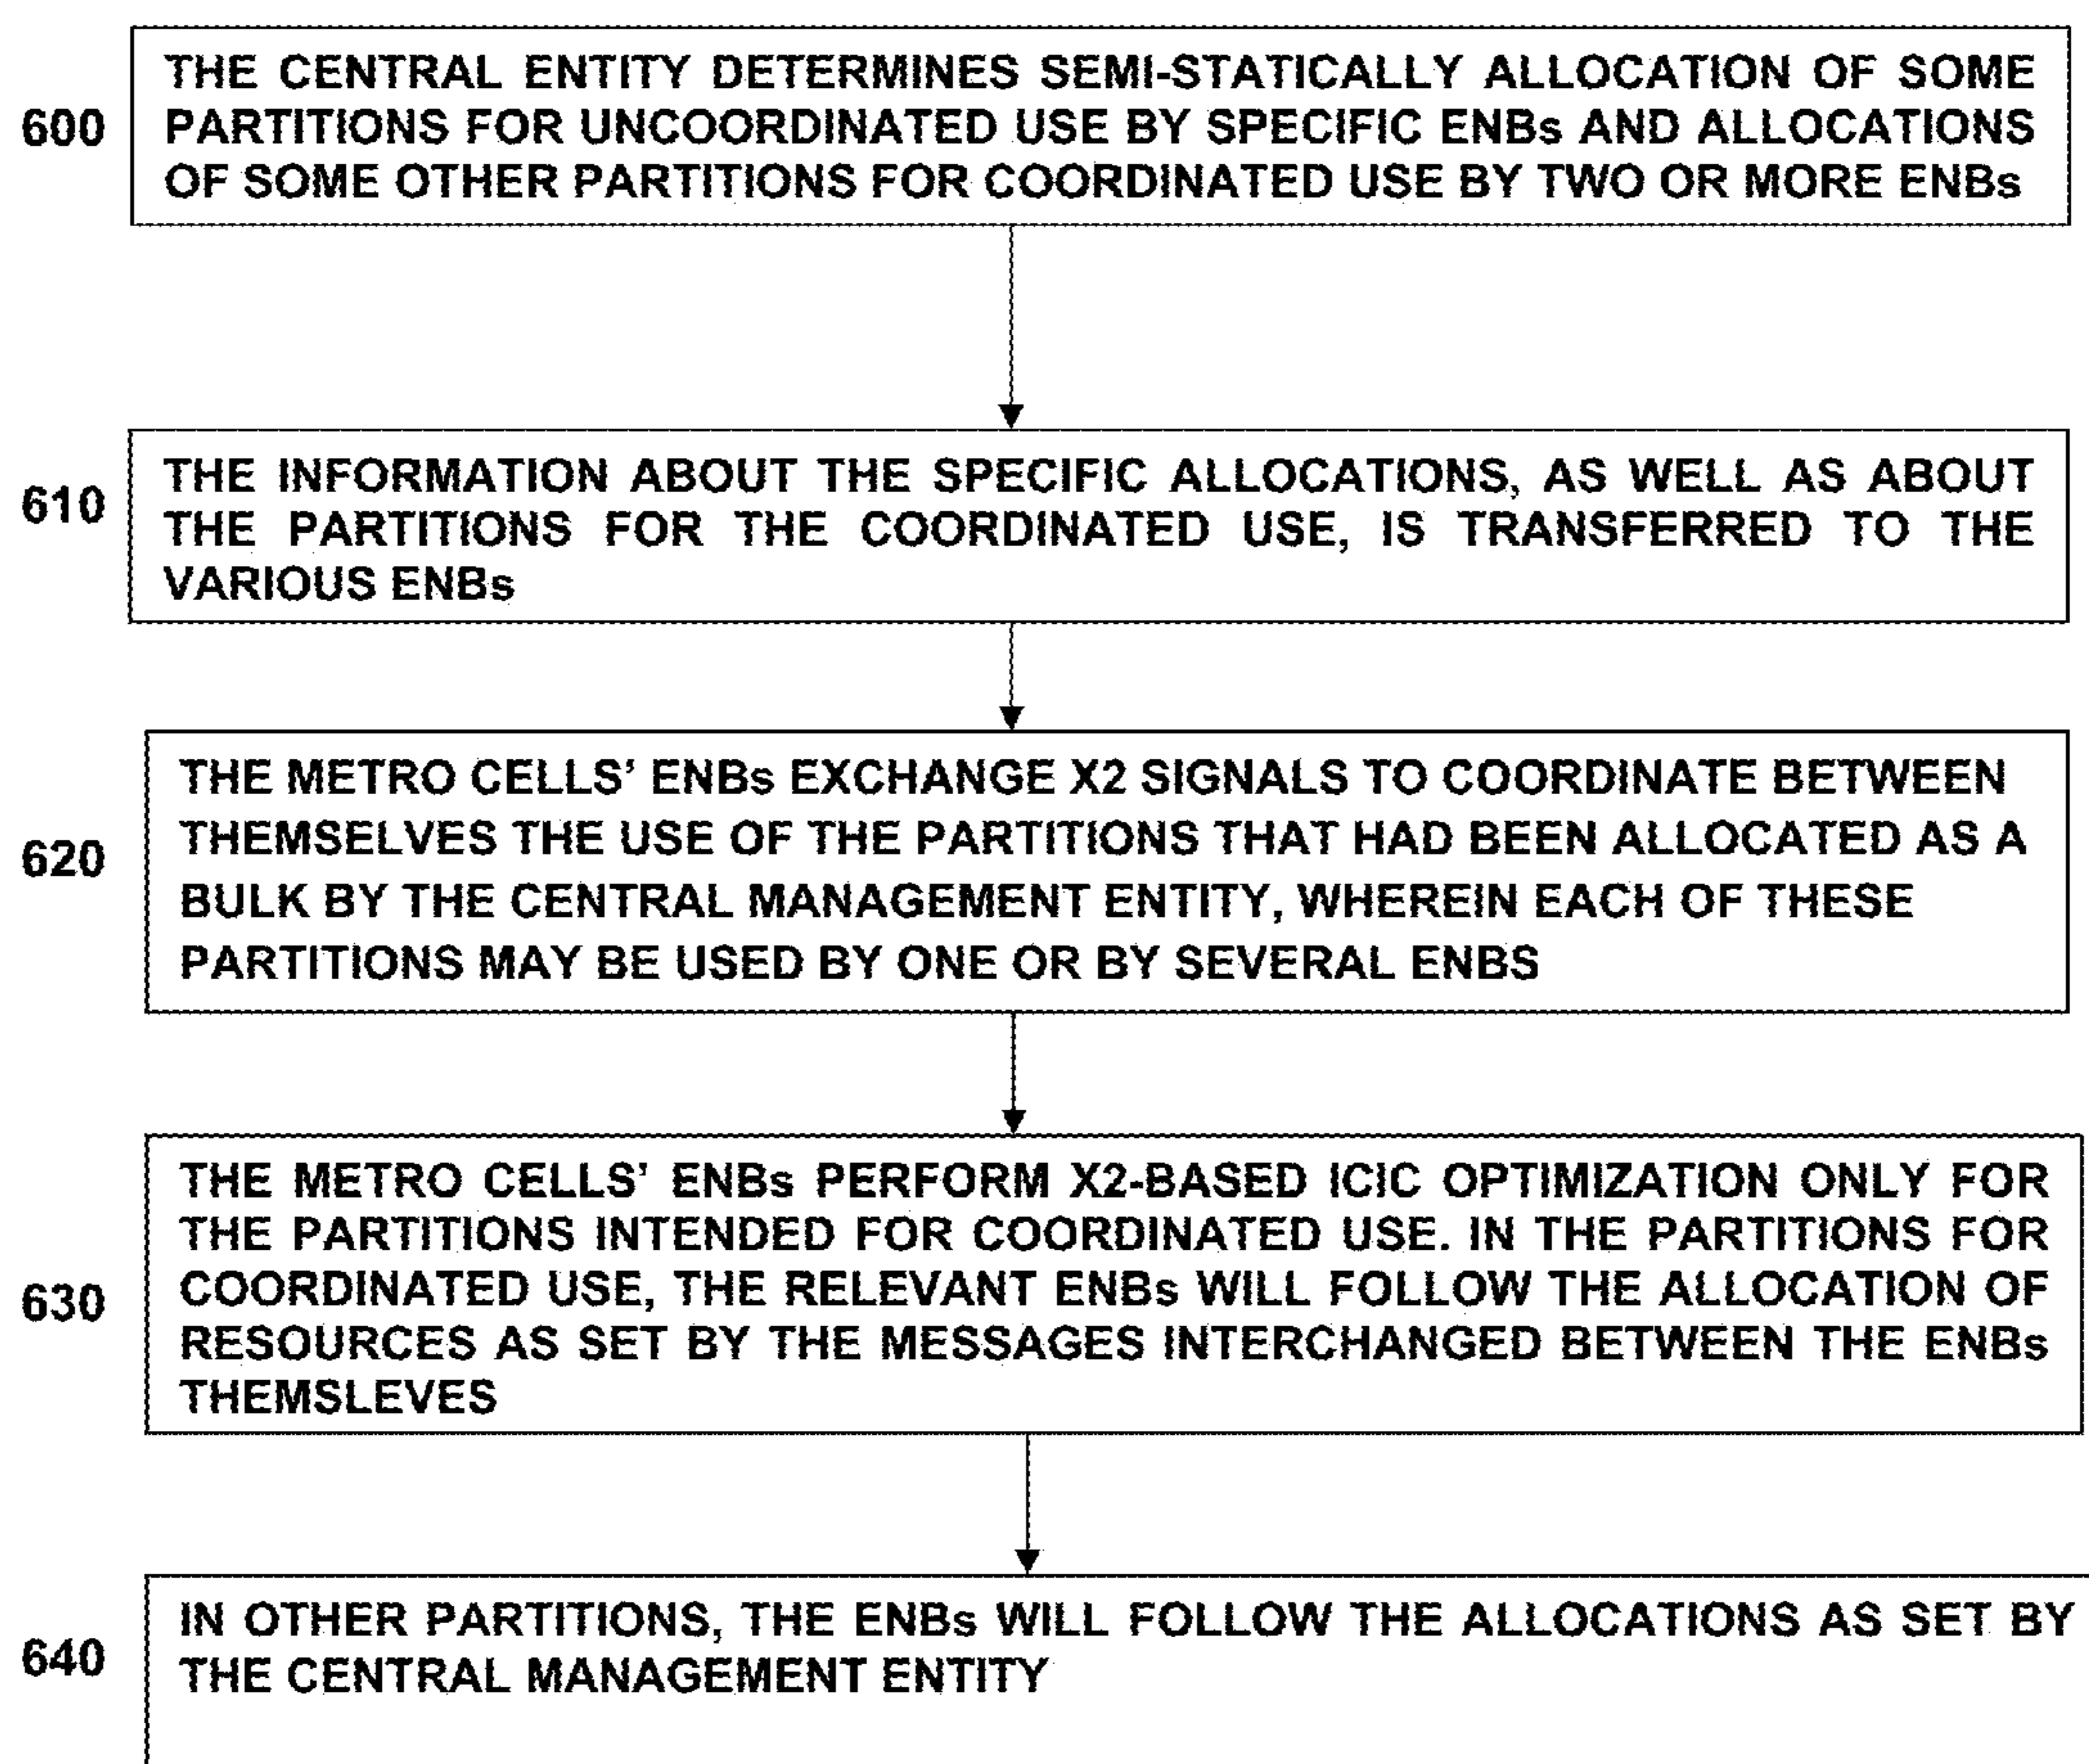 600
THE CENTRAL ENTITY DETERMINES SEMI-STATICALLY ALLOCATION OF SOME
PARTITIONS FOR UNCOORDINATED USE BY SPECIFIC ENBs AND ALLOCATIONS
OF SOME OTHER PARTITIONS FOR COORDINATED USE BY TWO OR MORE ENBs
610
THE INFORMATION ABOUT THE SPECIFIC ALLOCATIONS, AS WELL AS ABOUT
THE PARTITIONS FOR THE COORDINATED USE, IS TRANSFERRED TO THE
VARIOUS ENBs
620
THE METRO CELLS' ENBs EXCHANGE X2 SIGNALS TO COORDINATE BETWEEN
THEMSELVES THE USE OF THE PARTITIONS THAT HAD BEEN ALLOCATED AS A
BULK BY THE CENTRAL MANAGEMENT ENTITY, WHEREIN EACH OF THESE
PARTITIONS MAY BE USED BY ONE OR BY SEVERAL ENBS
630
THE METRO CELLS' ENBs PERFORM X2-BASED ICIC OPTIMIZATION ONLY FOR
THE PARTITIONS INTENDED FOR COORDINATED USE. IN THE PARTITIONS FOR
COORDINATED USE, THE RELEVANT ENBs WILL FOLLOW THE ALLOCATION OF
RESOURCES AS SET BY THE MESSAGES INTERCHANGED BETWEEN THE ENBs
THEMSLEVES
640
IN OTHER PARTITIONS, THE ENBs WILL FOLLOW THE ALLOCATIONS AS SET BY
THE CENTRAL MANAGEMENT ENTITY